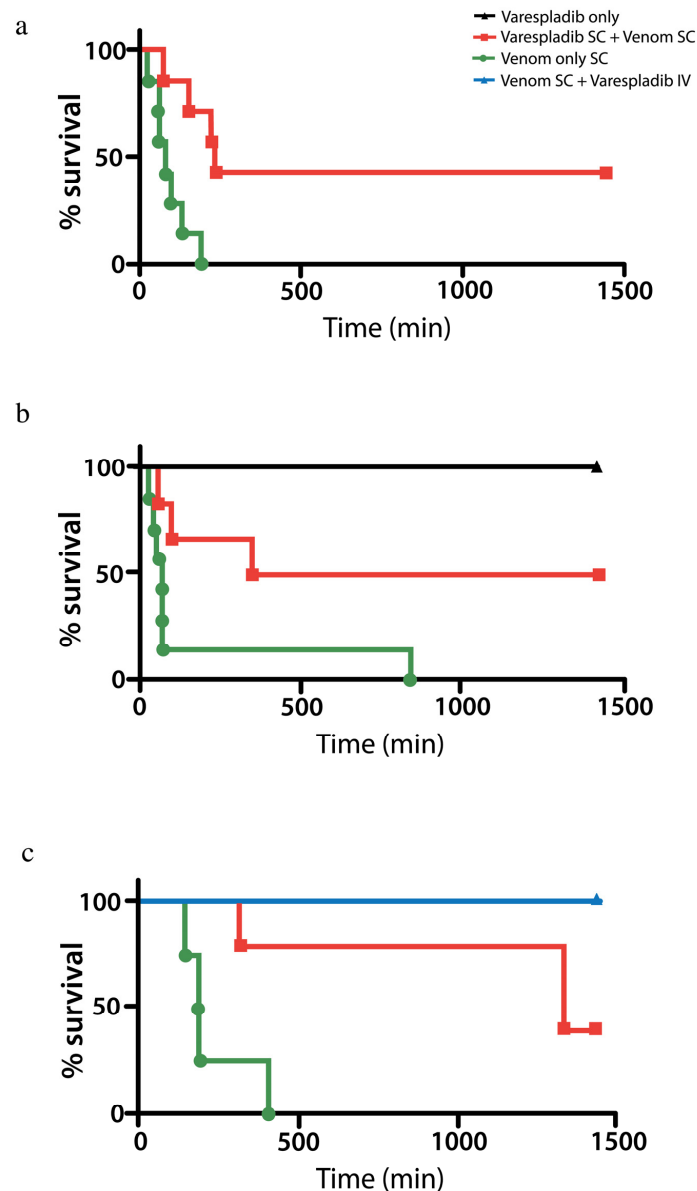 a
Varespladib only
Varespladib SC + Venom SC
Venom only SC
Venom SC + Varespladib IV
% survival
100
50
0
0 500 1000 1500
Time (min)
b
% survival
100
50
0
0 500 1000 1500
Time (min)
c
% survival
100
50
0
0 500 1000 1500
Time (min)